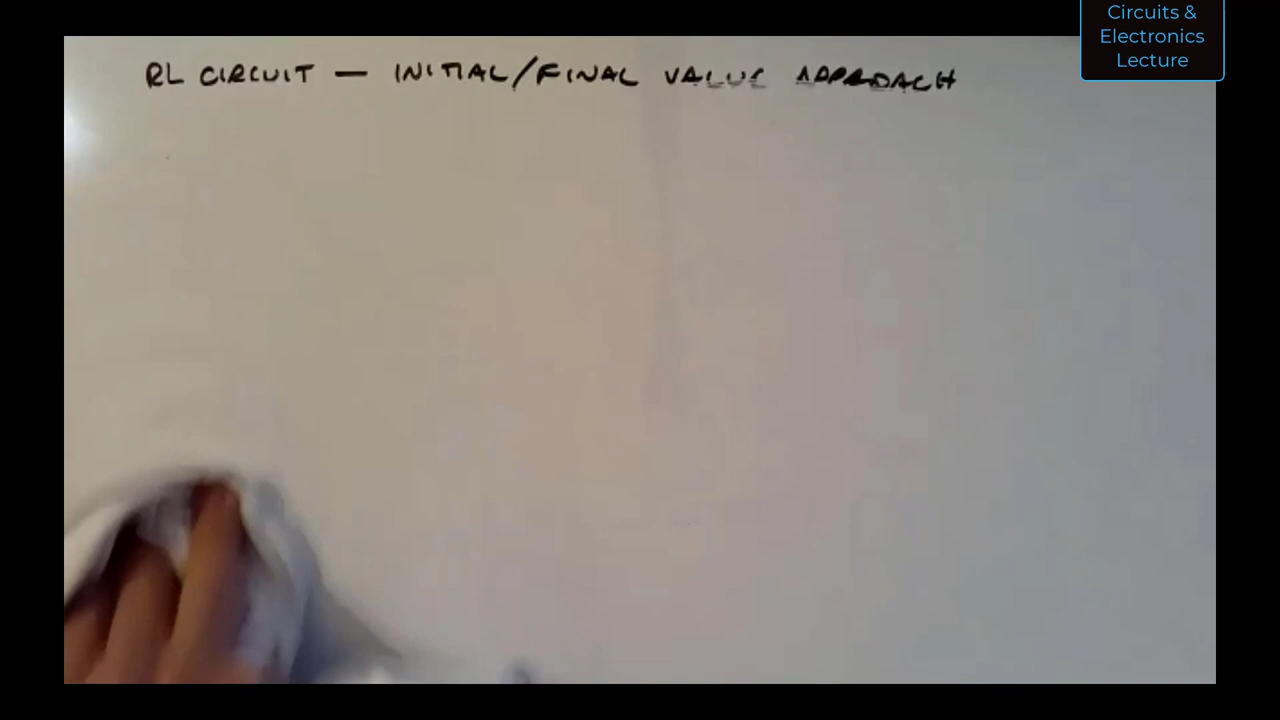 RL CIRCUIT — INITIAL/FINAL VALUE APPROACH
Circuits &
Electronics
Lecture